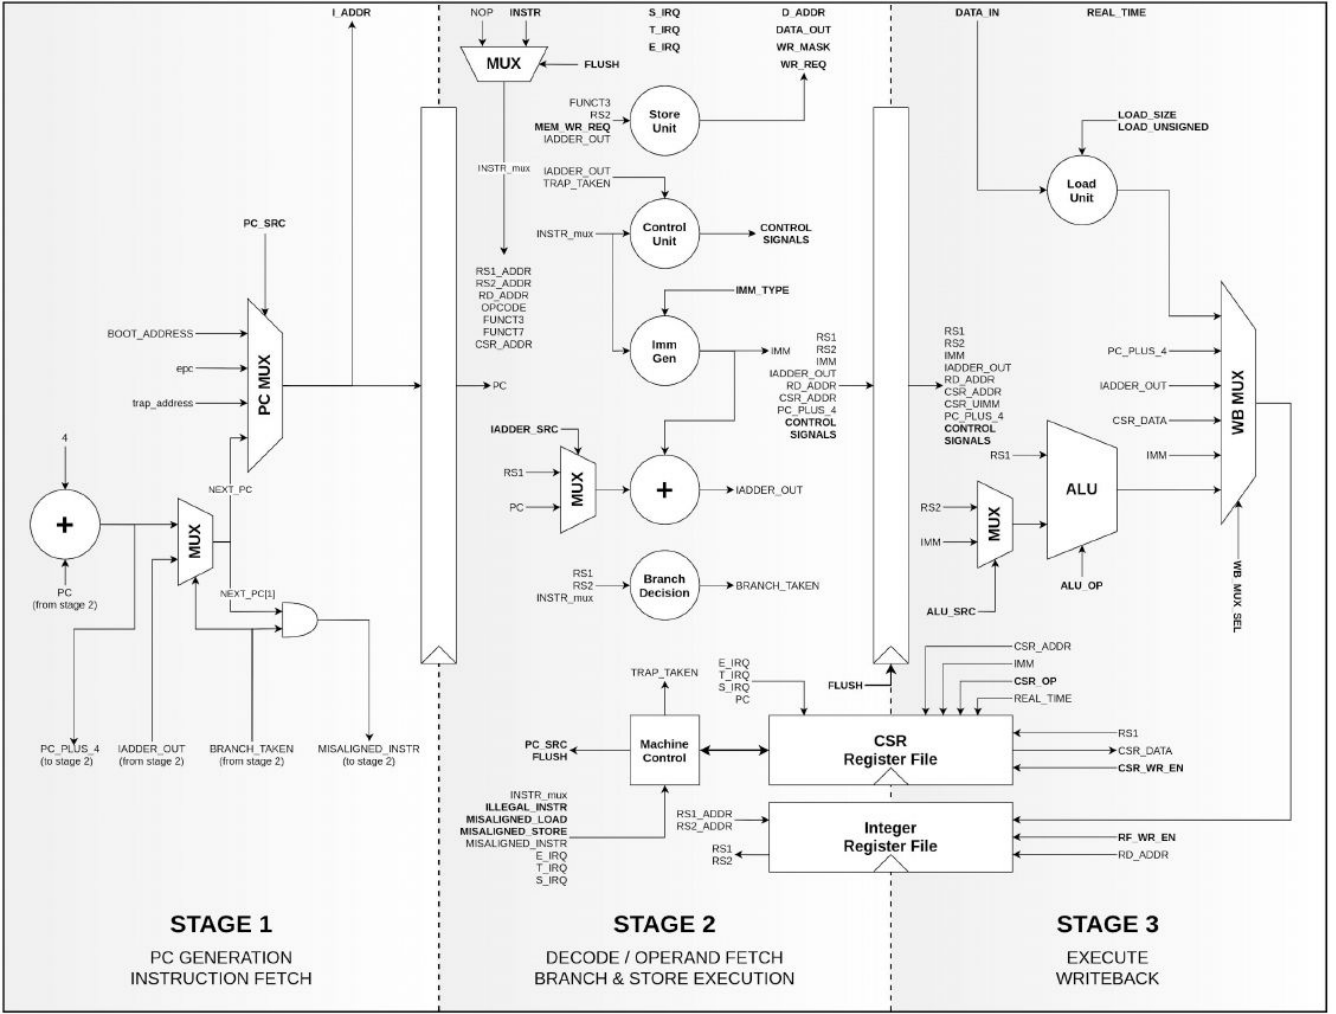 I_ADDR
PC_SRC
BOOT_ADDRESS
epc
trap_address
PC MUX
4
+
PC
(from stage 2)
NEXT_PC
MUX
NEXT_PC[1]
PC_PLUS_4
(to stage 2)
IADDER_OUT
(from stage 2)
BRANCH_TAKEN
(from stage 2)
MISALIGNED_INSTR
(to stage 2)
STAGE 1
PC GENERATION
INSTRUCTION FETCH
NOP
INSTR
MUX
FLUSH
S_IRQ
T_IRQ
E_IRQ
D_ADDR
DATA_OUT
WR_MASK
WR_REQ
FUNCT3
RS2
MEM_WR_REQ
IADDER_OUT
Store
Unit
INSTR_mux
IADDER_OUT
TRAP_TAKEN
INSTR_mux
Control
Unit
CONTROL
SIGNALS
RS1_ADDR
RS2_ADDR
RD_ADDR
OPCODE
FUNCT3
FUNCT7
CSR_ADDR
PC
IMM_TYPE
Imm
Gen
IMM
RS1
RS2
IMM
IADDER_OUT
RD_ADDR
CSR_ADDR
PC_PLUS_4
CONTROL
SIGNALS
IADDER_SRC
RS1
PC
MUX
+
IADDER_OUT
RS1
RS2
INSTR_mux
Branch
Decision
BRANCH_TAKEN
TRAP_TAKEN
E_IRQ
T_IRQ
S_IRQ
PC
FLUSH
PC_SRC
FLUSH
Machine
Control
CSR
Register File
INSTR_mux
ILLEGAL_INSTR
MISALIGNED_LOAD
MISALIGNED_STORE
MISALIGNED_INSTR
E_IRQ
T_IRQ
S_IRQ
RS1_ADDR
RS2_ADDR
RS1
RS2
Integer
Register File
STAGE 2
DECODE / OPERAND FETCH
BRANCH & STORE EXECUTION
DATA_IN
REAL_TIME
LOAD_SIZE
LOAD_UNSIGNED
Load
Unit
RS1
RS2
IMM
IADDER_OUT
RD_ADDR
CSR_ADDR
CSR_UIMM
PC_PLUS_4
CONTROL
SIGNALS
RS1
RS2
IMM
MUX
ALU_SRC
ALU
ALU_OP
PC_PLUS_4
IADDER_OUT
CSR_DATA
IMM
WB MUX
WB_MUX_SEL
CSR_ADDR
IMM
CSR_OP
REAL_TIME
RS1
CSR_DATA
CSR_WR_EN
RF_WR_EN
RD_ADDR
STAGE 3
EXECUTE
WRITEBACK